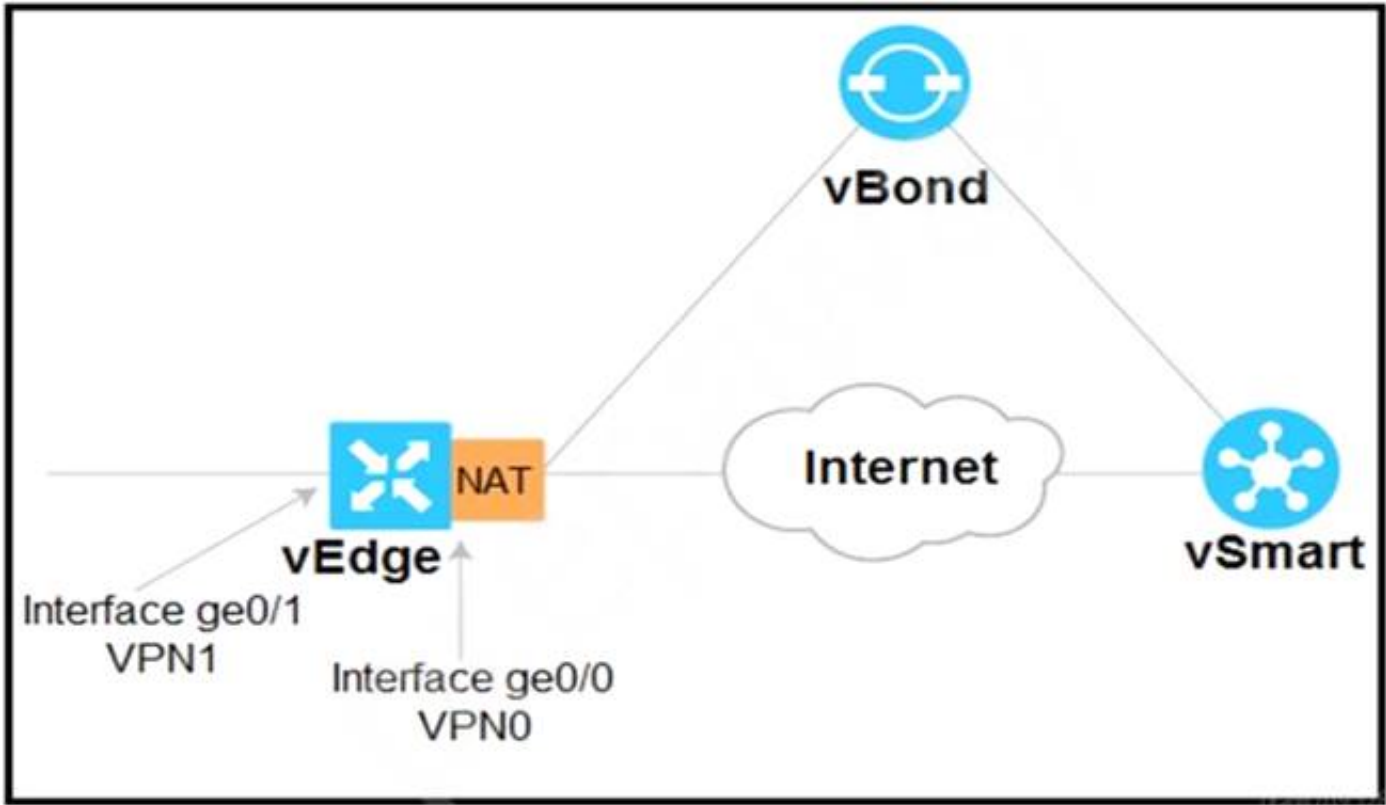 vBond
Internet
NAT
vEdge
vSmart
Interface ge0/1
VPN1
Interface ge0/0
VPN0